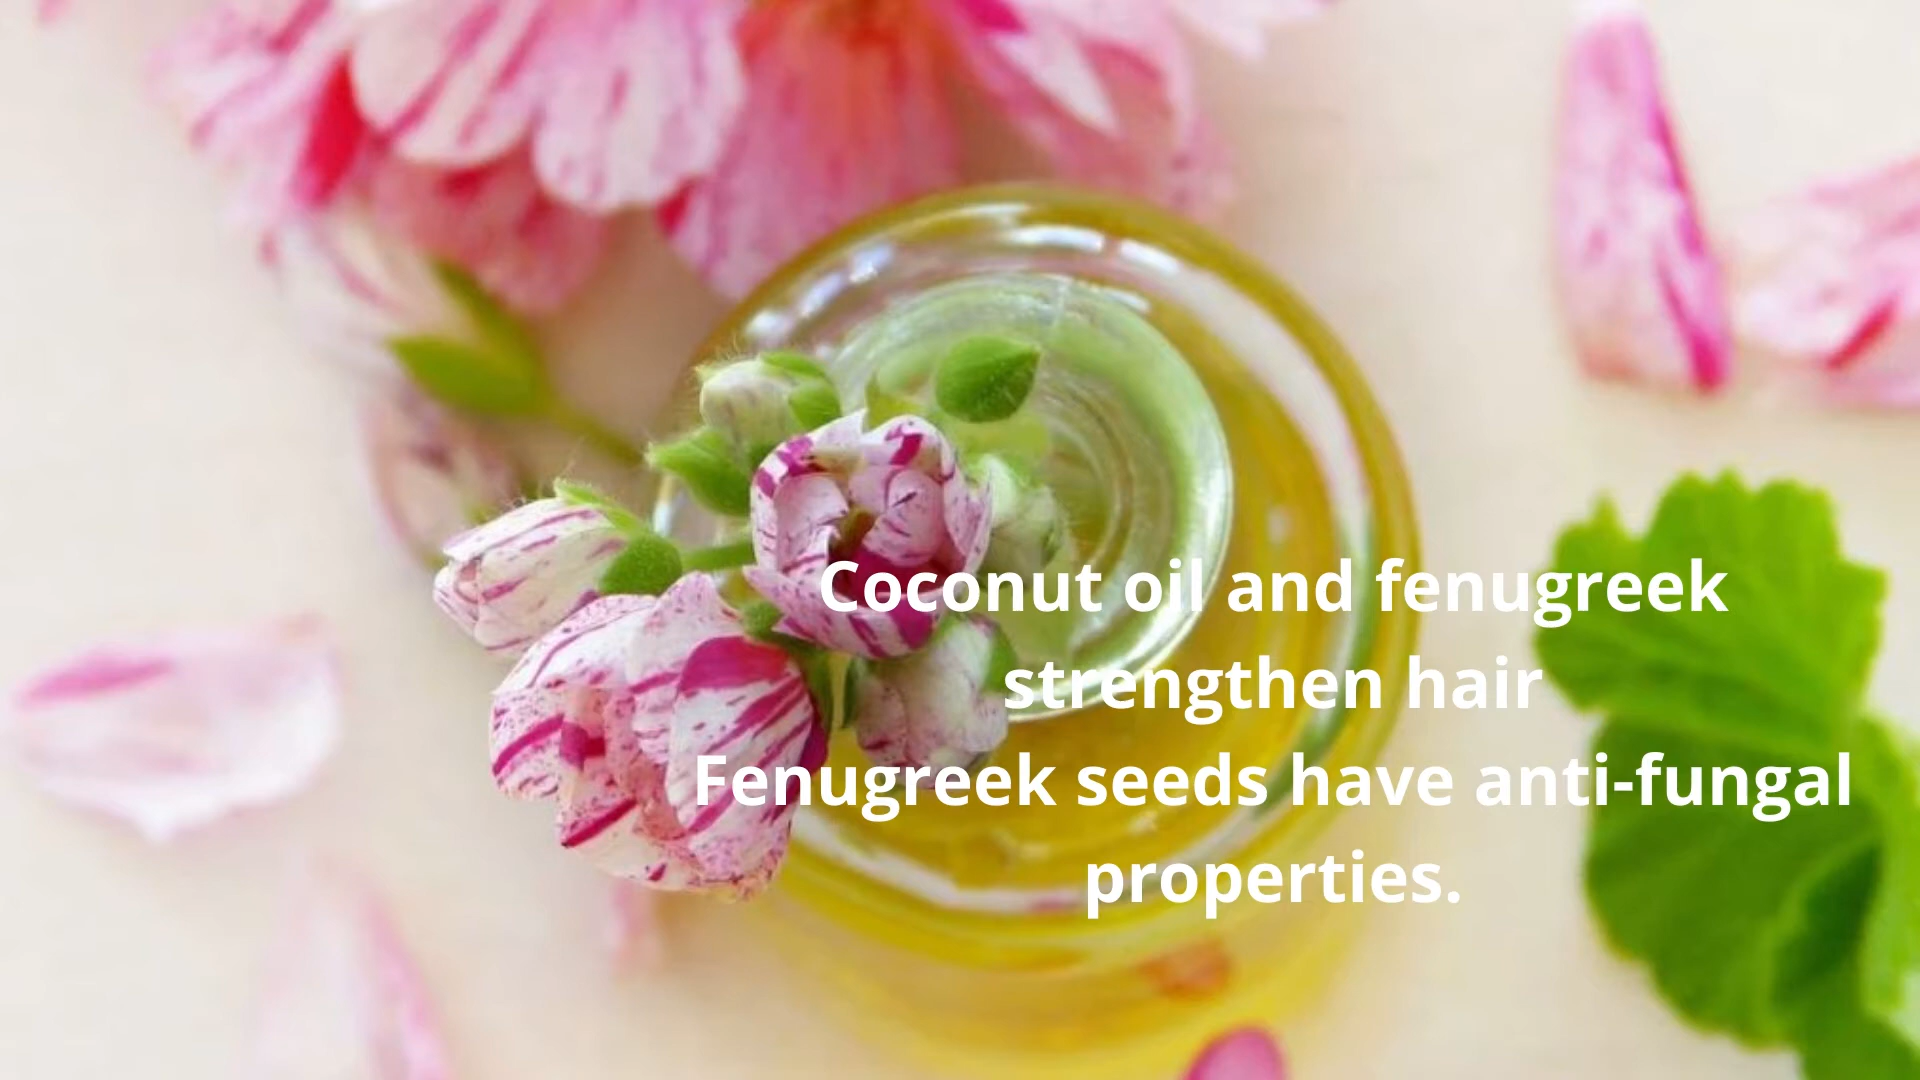 Coconut oil and fenugreek
strengthen hair
Fenugreek seeds have anti-fungal
properties.